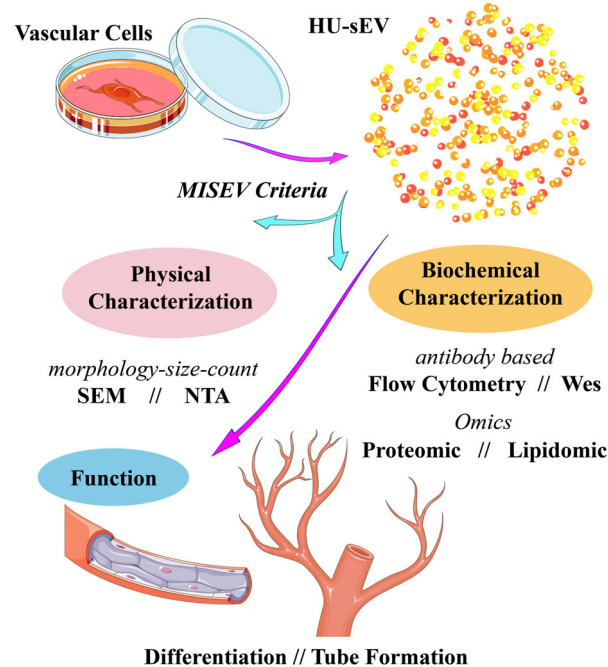 Vascular Cells
HU-sEV
MISEV Criteria
Physical
Characterization
Biochemical
Characterization
morphology-size-count
SEM // NTA
antibody based
Flow Cytometry // Wes
Omics
Proteomic // Lipidomic
Function
Differentiation // Tube Formation